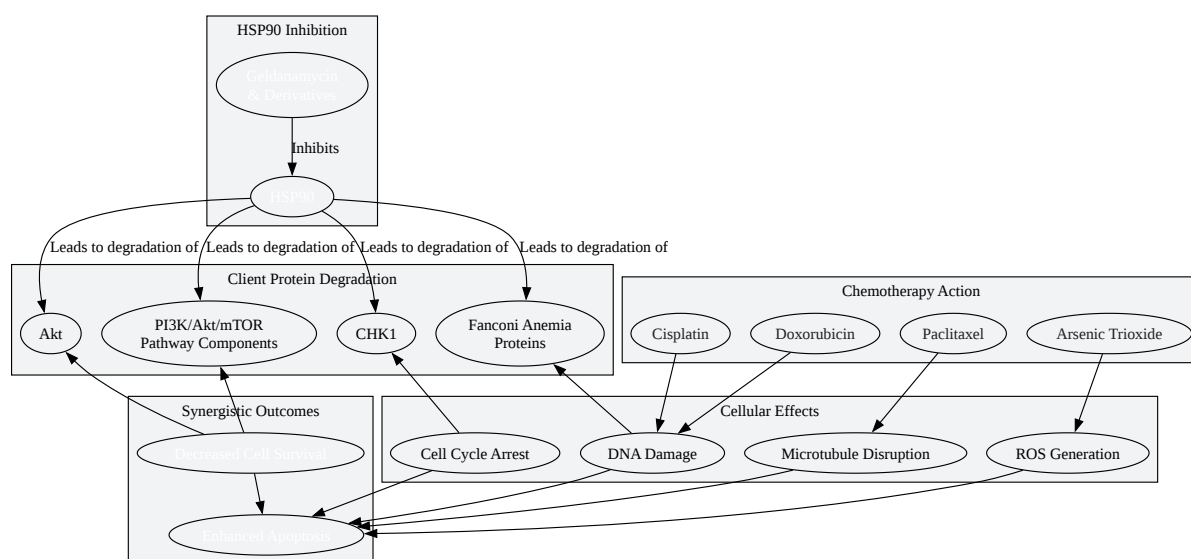 HSP90 Inhibition
Geldanamycin
& Derivatives
Inhibits
HSP90
Leads to degradation of
Leads to degradation of
Leads to degradation of
Leads to degradation of
Client Protein Degradation
Chemotherapy Action
Akt
PI3K/Akt/mTOR
Pathway Components
CHK1
Fanconi Anemia
Proteins
Cisplatin
Doxorubicin
Paclitaxel
Arsenic Trioxide
Synergistic Outcomes
Cellular Effects
Decreased Cell Survival
Cell Cycle Arrest
DNA Damage
Microtubule Disruption
ROS Generation
Enhanced Apoptosis